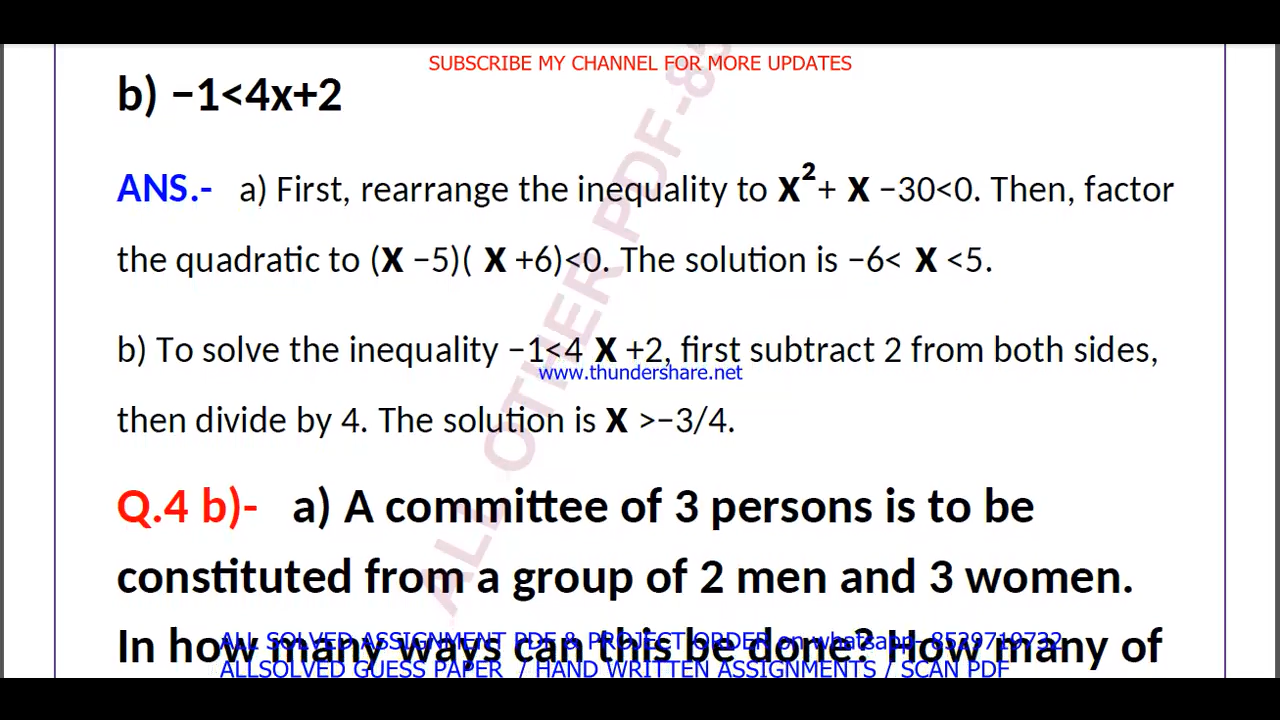 SUBSCRIBE MY CHANNEL FOR MORE UPDATES
b) −1<4x+2
ANS.- a) First, rearrange the inequality to x²+ x −30<0. Then, factor
the quadratic to (x −5)( x +6)<0. The solution is −6< x <5.
b) To solve the inequality −1<4 x +2, first subtract 2 from both sides,
www.thundershare.net
then divide by 4. The solution is x >−3/4.
ALL OTHER PDF-85
Q.4 b)- a) A committee of 3 persons is to be
constituted from a group of 2 men and 3 women.
In how many ways can this be done? How many of
ALL SOLVED ASSIGNMENT PDF & PROJECT ORDER on whatsapp- 8529719732
ALLSOLVED GUESS PAPER / HAND WRITTEN ASSIGNMENTS / SCAN PDF